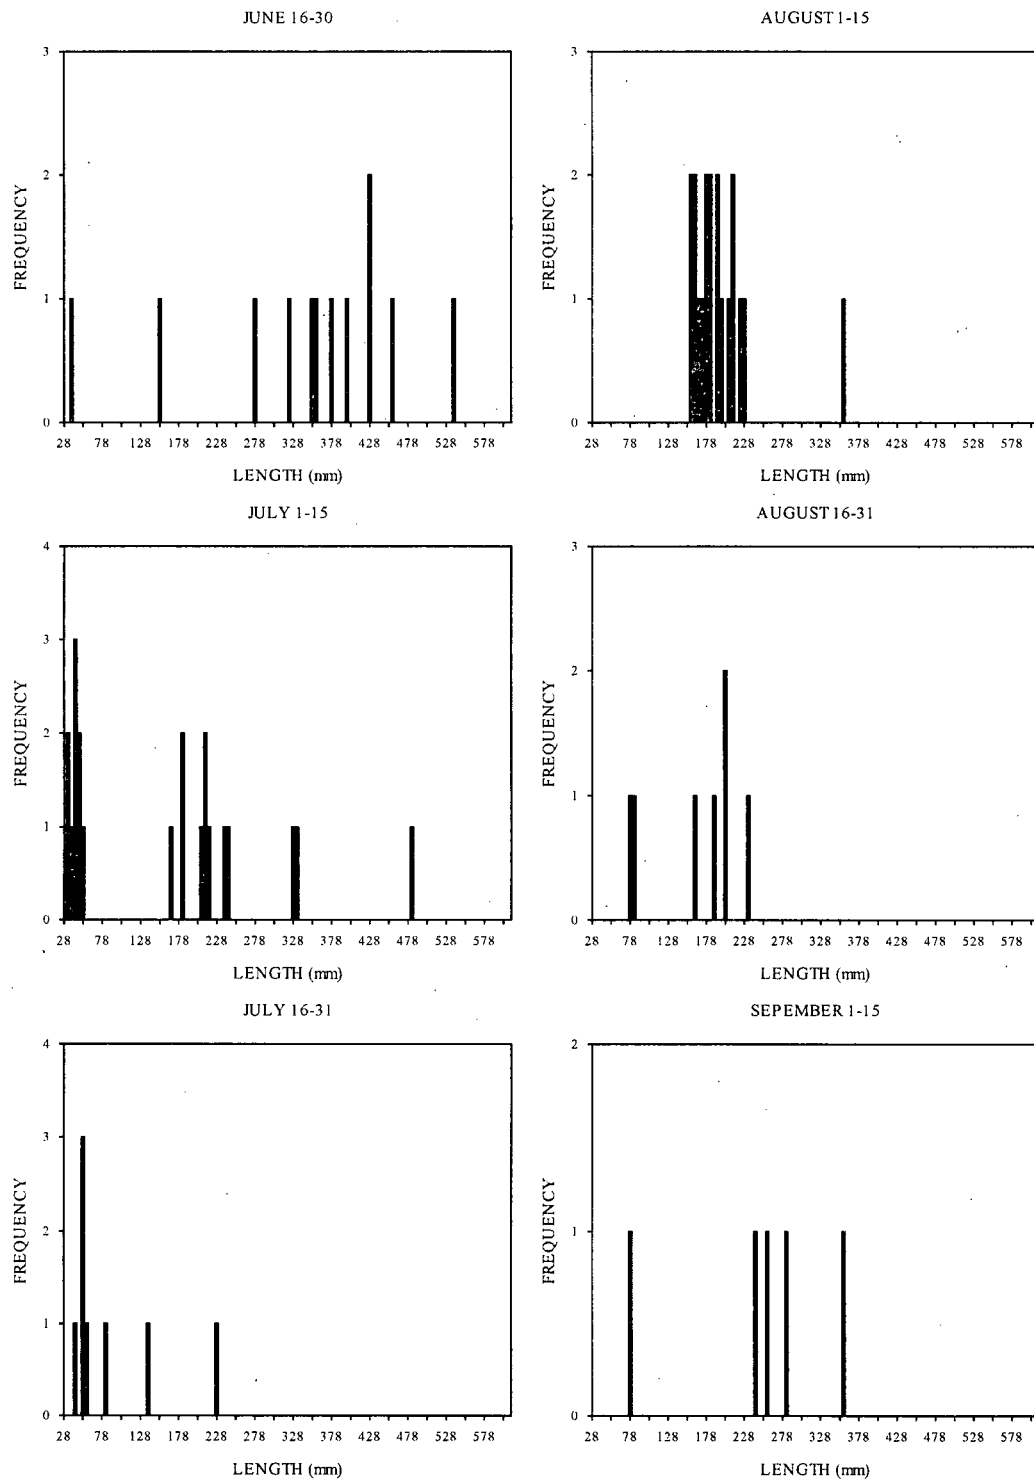 JUNE 16-30
3
2
1
0
FREQUENCY
28 78 128 178 228 278 328 378 428 478 528 578
LENGTH (mm)
AUGUST 1-15
3
2
1
0
FREQUENCY
28 78 128 178 228 278 328 378 428 478 528 578
LENGTH (mm)
JULY 1-15
4
3
2
1
0
FREQUENCY
28 78 128 178 228 278 328 378 428 478 528 578
LENGTH (mm)
AUGUST 16-31
3
2
1
0
FREQUENCY
28 78 128 178 228 278 328 378 428 478 528 578
LENGTH (mm)
JULY 16-31
4
3
2
1
0
FREQUENCY
28 78 128 178 228 278 328 378 428 478 528 578
LENGTH (mm)
SEPEMBER 1-15
2
1
0
FREQUENCY
28 78 128 178 228 278 328 378 428 478 528 578
LENGTH (mm)